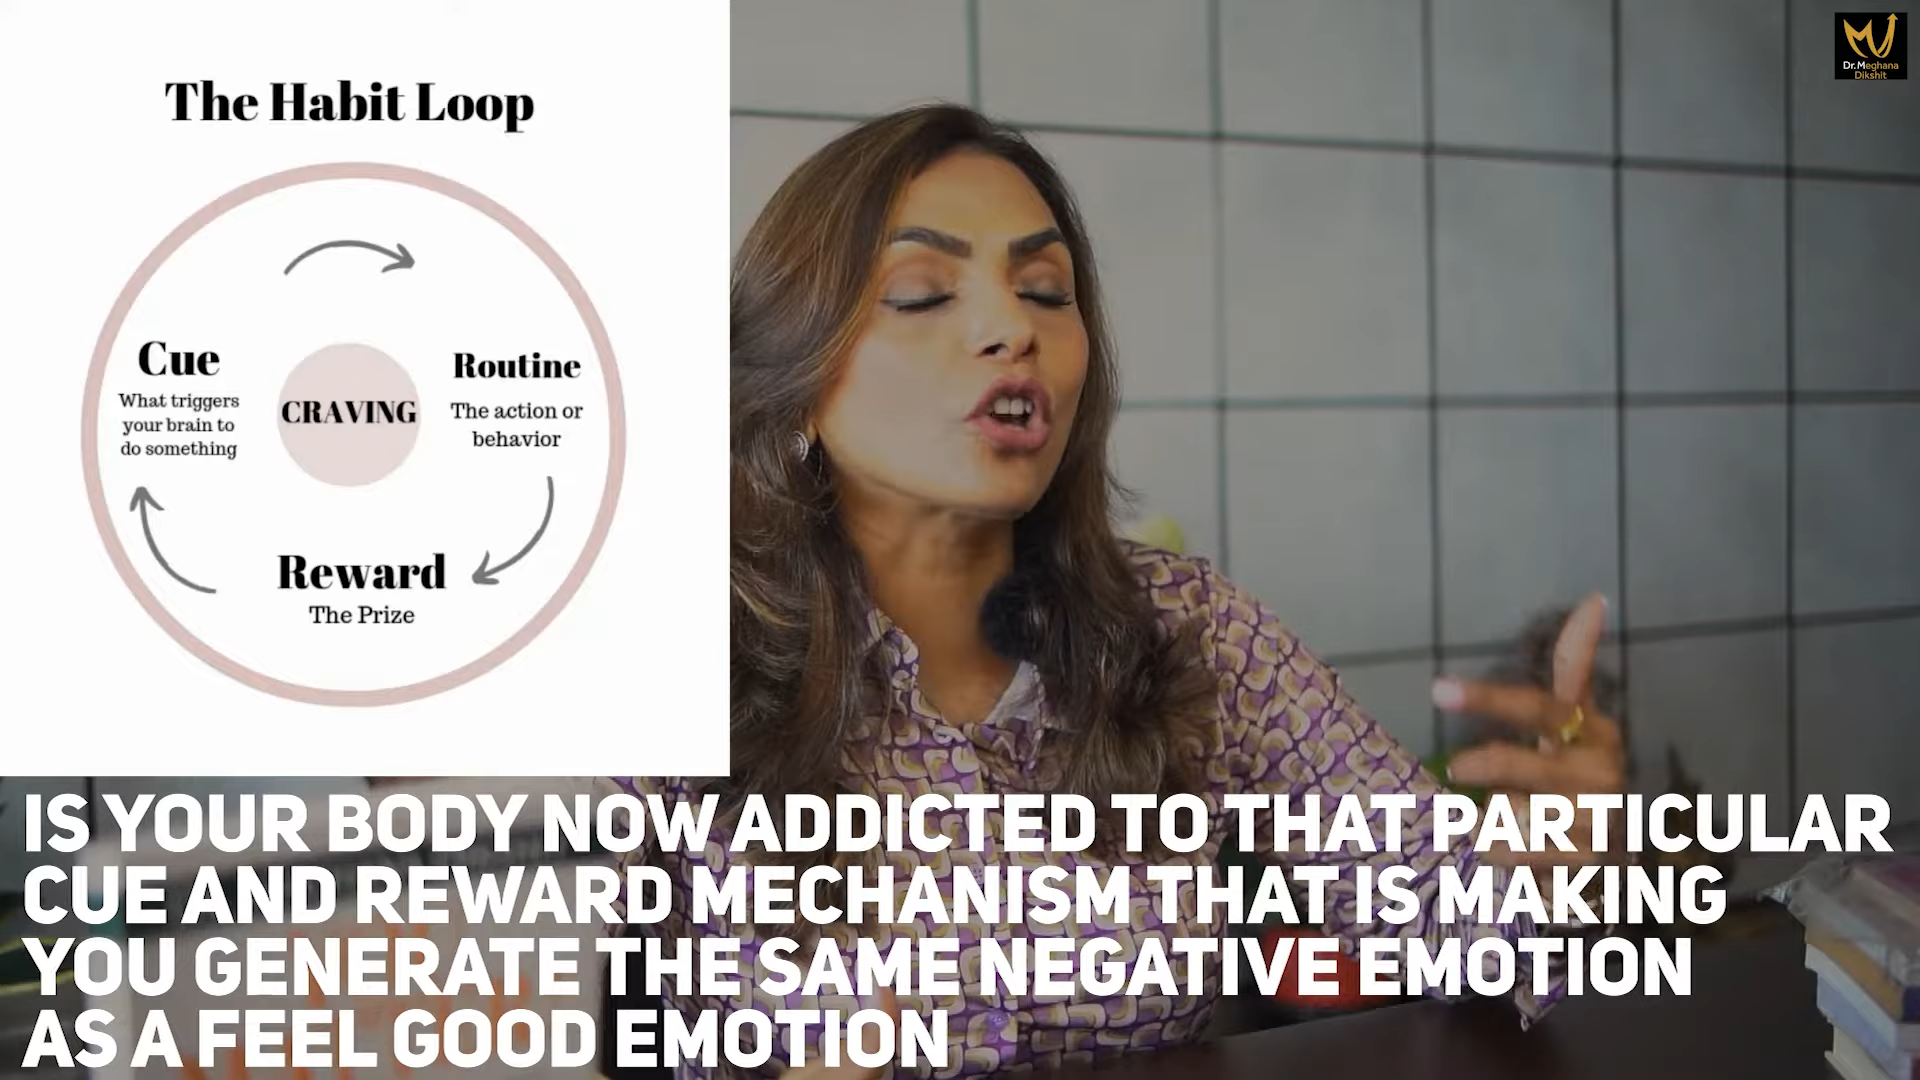 The Habit Loop
Cue
What triggers
your brain to
do something
CRAVING
Routine
The action or
behavior
Reward
The Prize
Dr.Meghana
Dikshit
IS YOUR BODY NOW ADDICTED TO THAT PARTICULAR
CUE AND REWARD MECHANISM THAT IS MAKING
YOU GENERATE THE SAME NEGATIVE EMOTION
AS A FEEL GOOD EMOTION